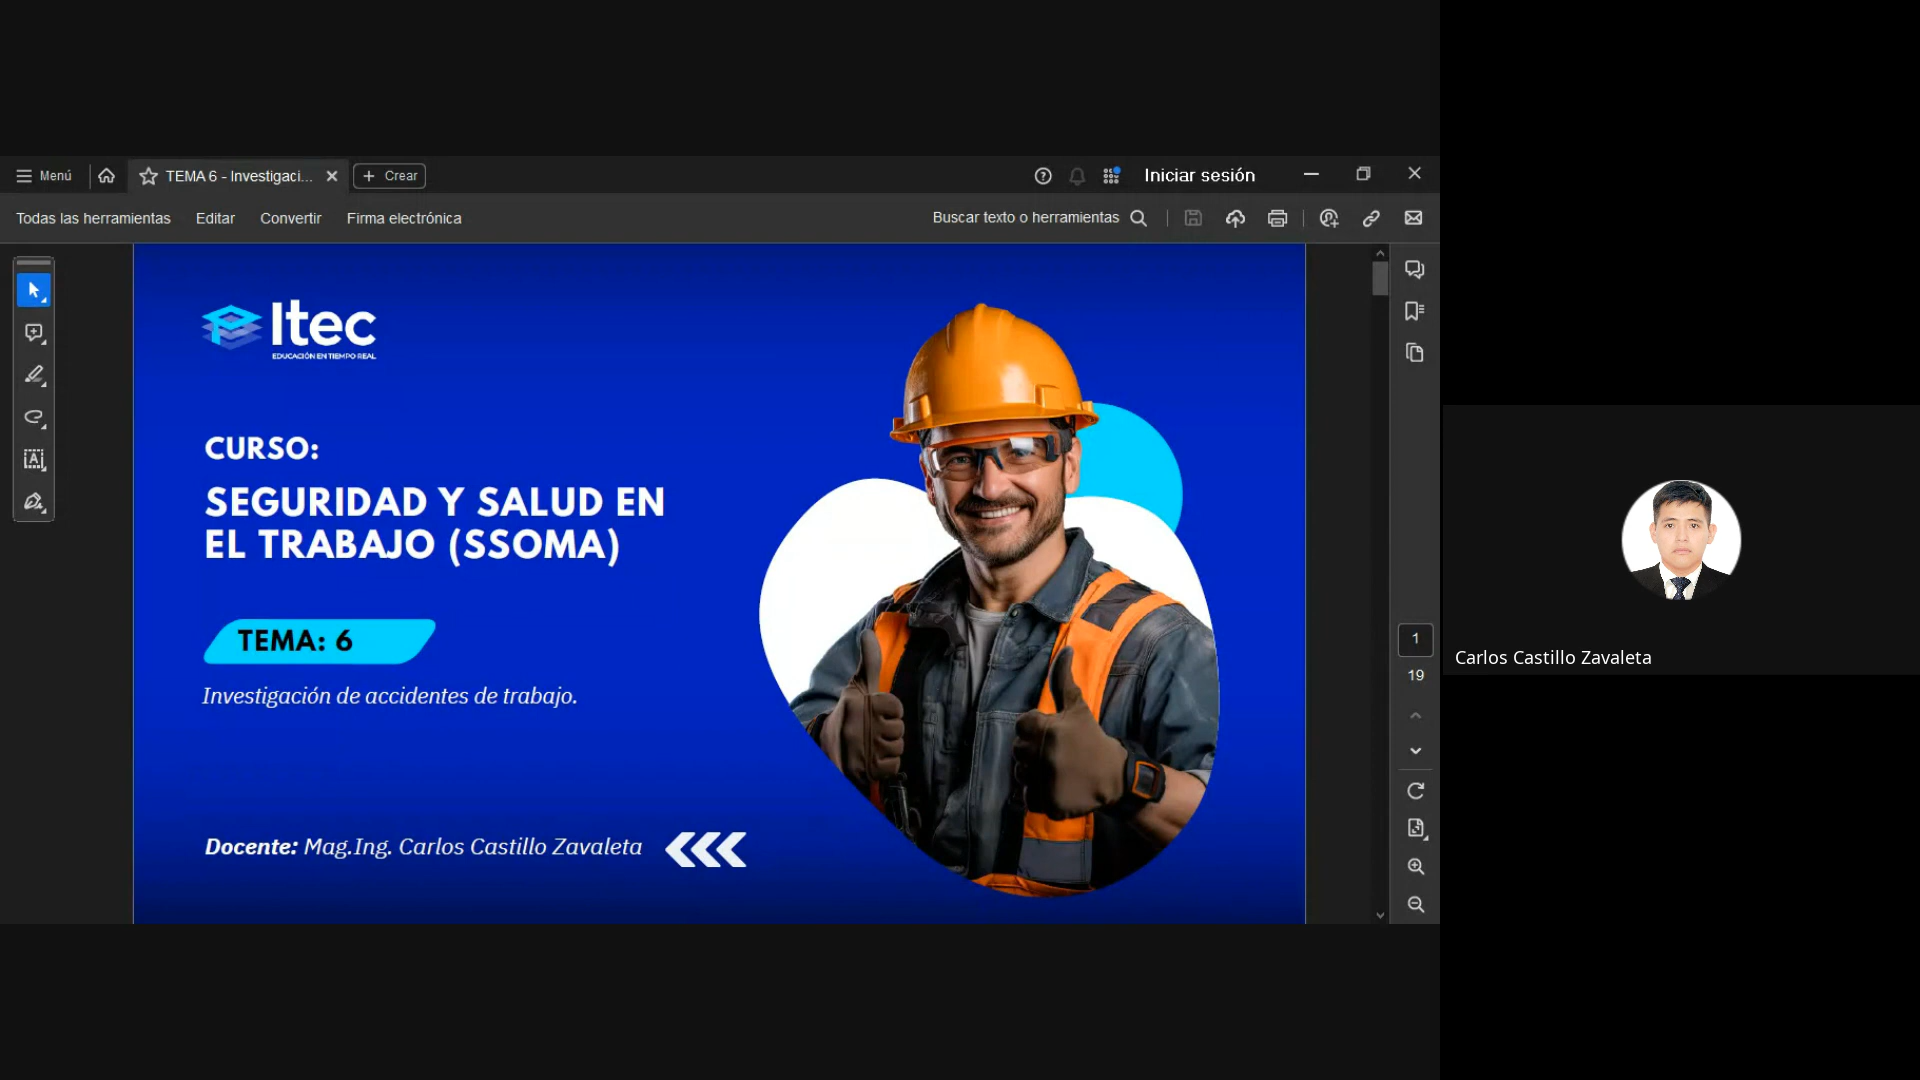 Menú
TEMA 6 - Investigaci...
Crear
Iniciar sesión
Todas las herramientas
Editar
Convertir
Firma electrónica
Buscar texto o herramientas
Itec
EDUCACIÓN EN TIEMPO REAL
CURSO:
SEGURIDAD Y SALUD EN
EL TRABAJO (SSOMA)
TEMA: 6
Investigación de accidentes de trabajo.
Docente: Mag.Ing. Carlos Castillo Zavaleta
1
19
Carlos Castillo Zavaleta